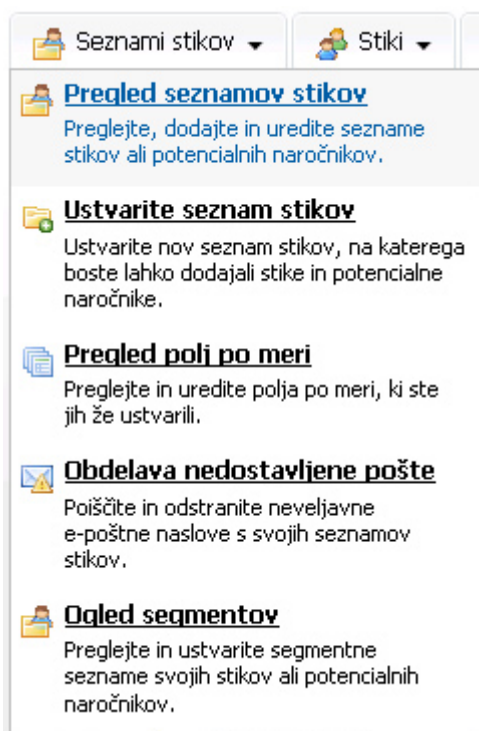 Seznami stikov Stiki
Pregled seznamov stikov
Preglejte, dodajte in uredite sezname
stikov ali potencialnih naročnikov.
Ustvarite seznam stikov
Ustvarite nov seznam stikov, na katerega
boste lahko dodajali stike in potencialne
naročnike.
Pregled polj po meri
Preglejte in uredite polja po meri, ki ste
jih že ustvarili.
Obdelava nedostavljene pošte
Poiščite in odstranite neveljavne
e-poštne naslove s svojih seznamov
stikov.
Ogled segmentov
Preglejte in ustvarite segmentne
sezname svojih stikov ali potencialnih
naročnikov.